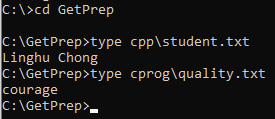 C:\>cd GetPrep
C:\GetPrep>type cpp\student.txt
Linghu Chong
C:\GetPrep>type cprog\quality.txt
courage
C:\GetPrep>